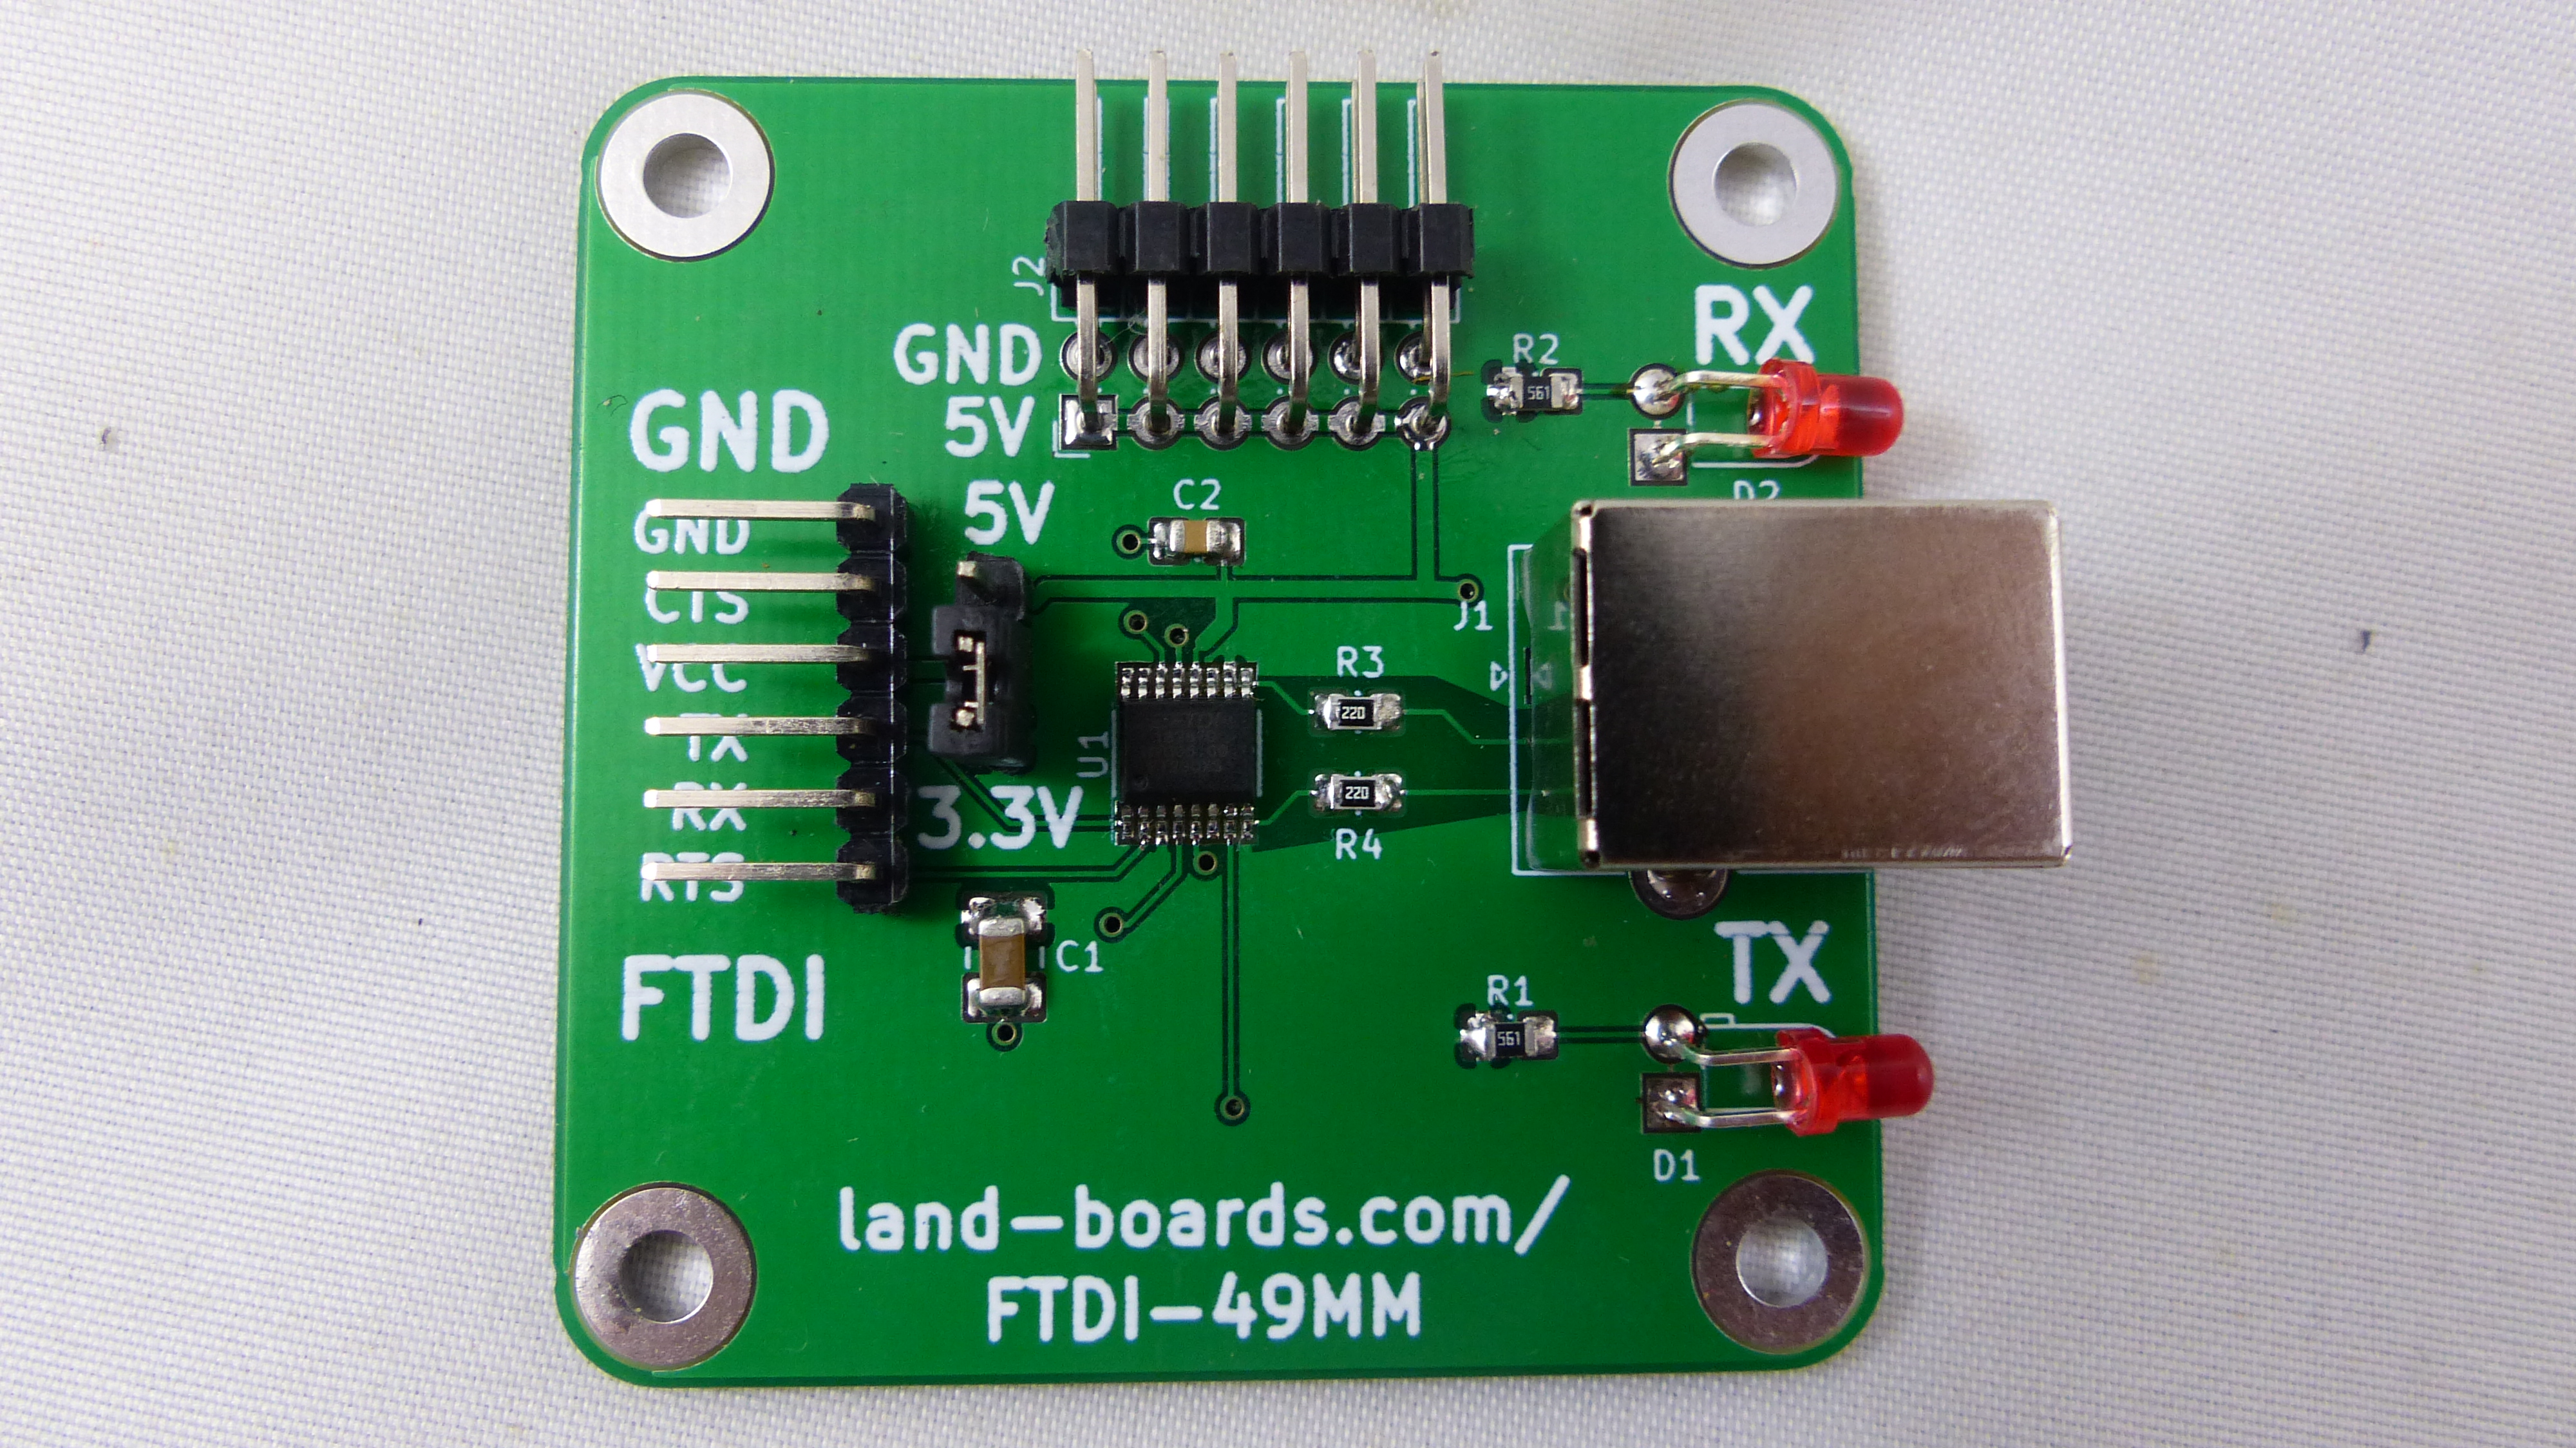 J2
GND
5V
RX
R2
561
D2
GND
5V
C2
GND
CTS
VCC
TX
RX
RTS
J1
R3
220
U1
220
R4
3.3V
C1
FTDI
TX
R1
561
D1
land-boards.com/
FTDI-49MM